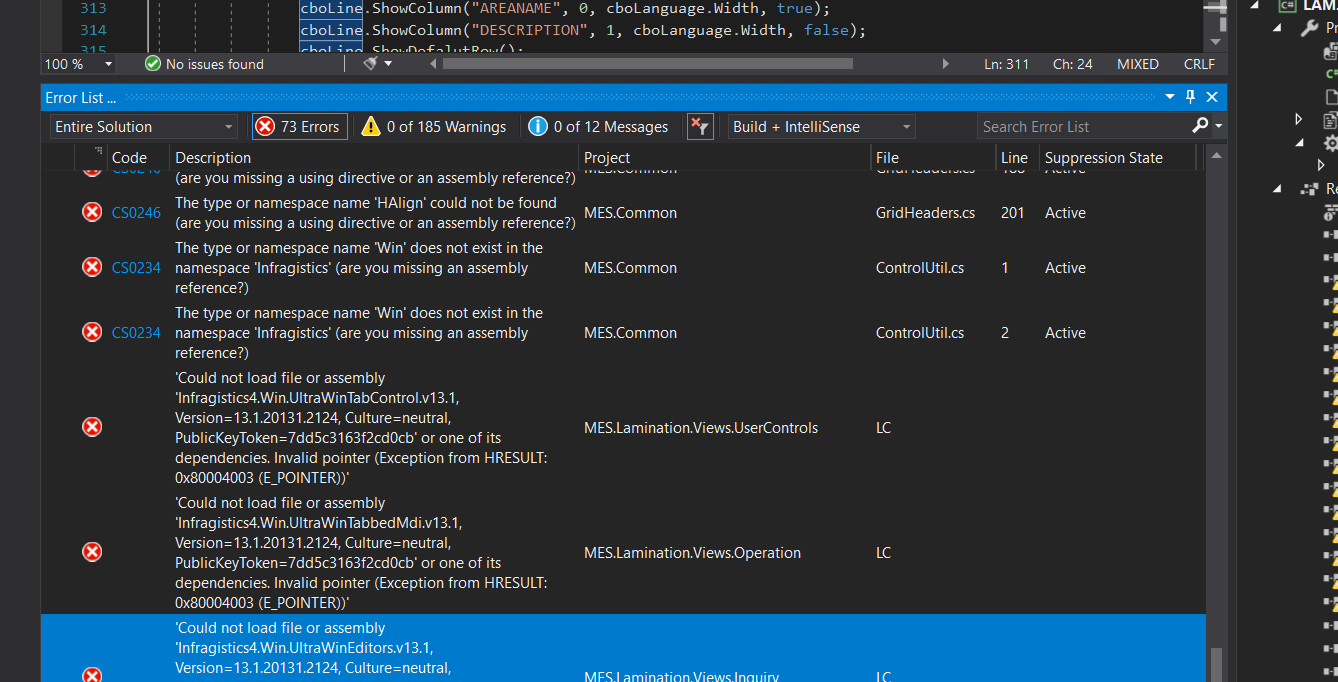 313 cboLine.ShowColumn("AREANAME", 0, cboLanguage.Width, true);
314 cboLine.ShowColumn("DESCRIPTION", 1, cboLanguage.Width, false);
315 cboLine.ShowDefalutRow();
100 % No issues found Ln: 311 Ch: 24 MIXED CRLF
Error List ...
Entire Solution 73 Errors 0 of 185 Warnings 0 of 12 Messages Build + IntelliSense Search Error List
Code Description Project File Line Suppression State
CS0246 (are you missing a using directive or an assembly reference?) MES.Common GridHeaders.cs Active
CS0246 The type or namespace name 'HAlign' could not be found
(are you missing a using directive or an assembly reference?) MES.Common GridHeaders.cs 201 Active
The type or namespace name 'Win' does not exist in the
CS0234 namespace 'Infragistics' (are you missing an assembly MES.Common ControlUtil.cs 1 Active
reference?)
The type or namespace name 'Win' does not exist in the
CS0234 namespace 'Infragistics' (are you missing an assembly MES.Common ControlUtil.cs 2 Active
reference?)
'Could not load file or assembly
'Infragistics4.Win.UltraWinTabControl.v13.1,
Version=13.1.20131.2124, Culture=neutral,
PublicKeyToken=7dd5c3163f2cd0cb' or one of its MES.Lamination.Views.UserControls LC
dependencies. Invalid pointer (Exception from HRESULT:
0x80004003 (E_POINTER))'
'Could not load file or assembly
'Infragistics4.Win.UltraWinTabbedMdi.v13.1,
Version=13.1.20131.2124, Culture=neutral, MES.Lamination.Views.Operation LC
PublicKeyToken=7dd5c3163f2cd0cb' or one of its
dependencies. Invalid pointer (Exception from HRESULT:
0x80004003 (E_POINTER))'
'Could not load file or assembly
'Infragistics4.Win.UltraWinEditors.v13.1,
Version=13.1.20131.2124, Culture=neutral, MES.Lamination.Views.Inquiry LC
C# LAM.
Pr
Re